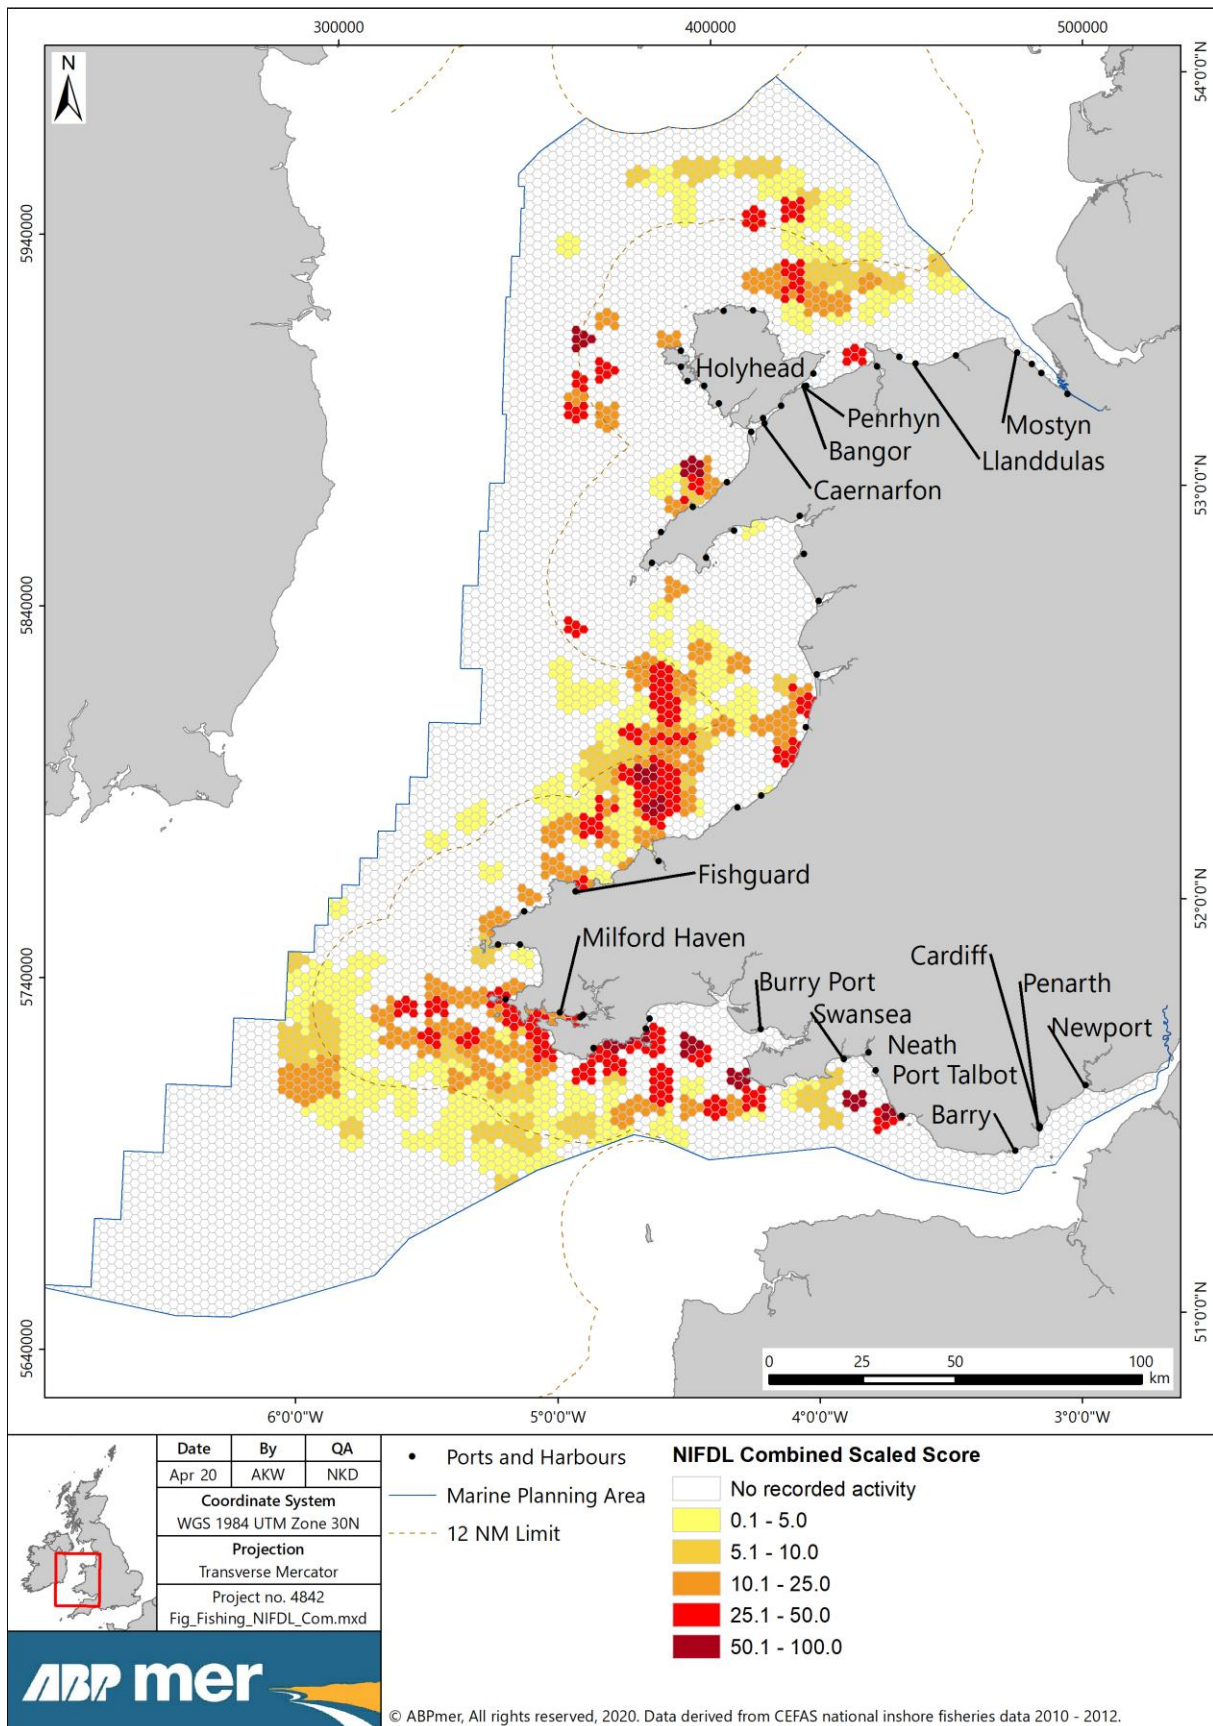 300000
400000
500000
N
54°0'0"N
5940000
Holyhead
Penrhyn
Mostyn
Bangor
Llanddulas
Caernarfon
53°0'0"N
5840000
Fishguard
52°0'0"N
Milford Haven
Cardiff
5740000
Burry Port
Penarth
Swansea
Newport
Neath
Port Talbot
Barry
51°0'0"N
5640000
0 25 50 100
km
6°0'0"W
5°0'0"W
4°0'0"W
3°0'0"W
Date By QA
Apr 20 AKW NKD
Coordinate System
WGS 1984 UTM Zone 30N
Projection
Transverse Mercator
Project no. 4842
Fig_Fishing_NIFDL_Com.mxd
ABP mer
Ports and Harbours
Marine Planning Area
12 NM Limit
NIFDL Combined Scaled Score
No recorded activity
0.1 - 5.0
5.1 - 10.0
10.1 - 25.0
25.1 - 50.0
50.1 - 100.0
© ABPmer, All rights reserved, 2020. Data derived from CEFAS national inshore fisheries data 2010 - 2012.